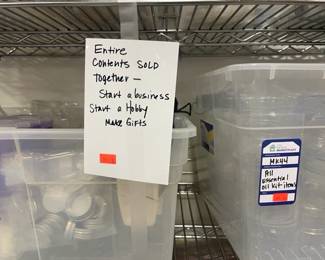 Entire
Contents SOLD
Together —
Start a business
Start a Hobby
Make Gifts
MK44
All
essential
oil kit items